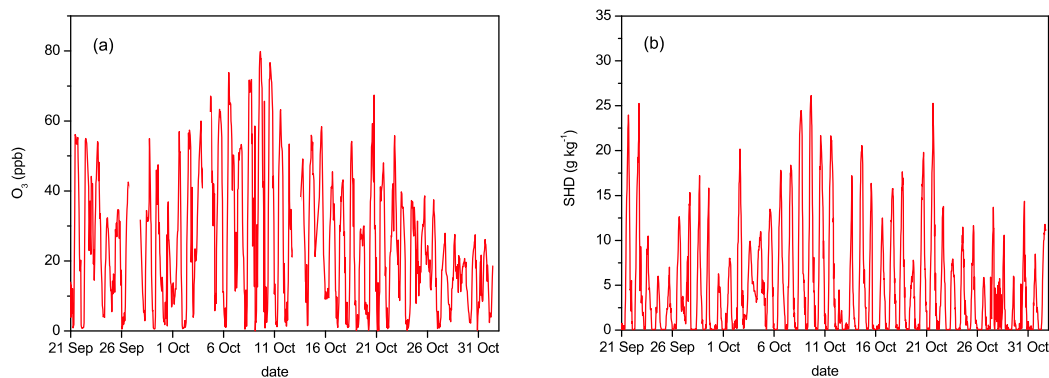 (a)
O3 (ppb)
80
60
40
20
0
21 Sep 26 Sep 1 Oct 6 Oct 11 Oct 16 Oct 21 Oct 26 Oct 31 Oct
date
(b)
SHD (g kg-1)
35
30
25
20
15
10
5
0
21 Sep 26 Sep 1 Oct 6 Oct 11 Oct 16 Oct 21 Oct 26 Oct 31 Oct
date